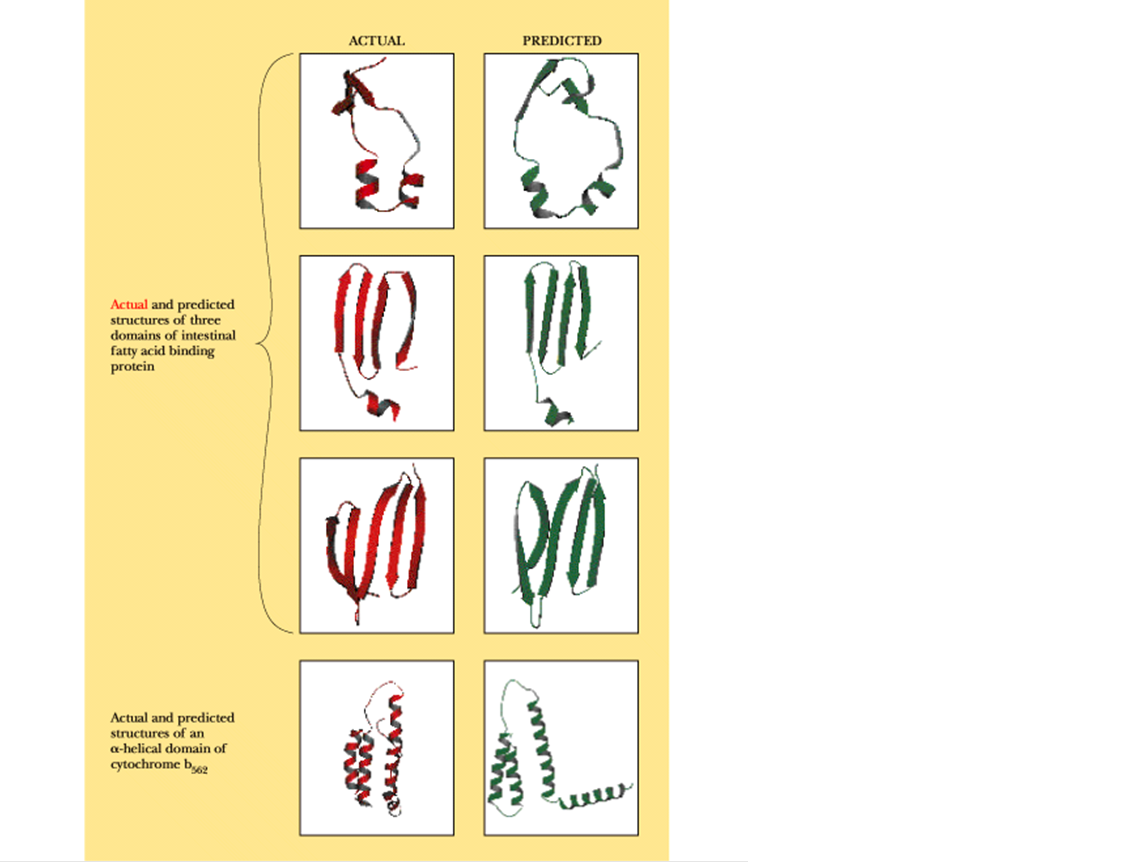 ACTUAL PREDICTED
Actual and predicted
structures of three
domains of intestinal
fatty acid binding
protein
Actual and predicted
structures of an
α-helical domain of
cytochrome b562